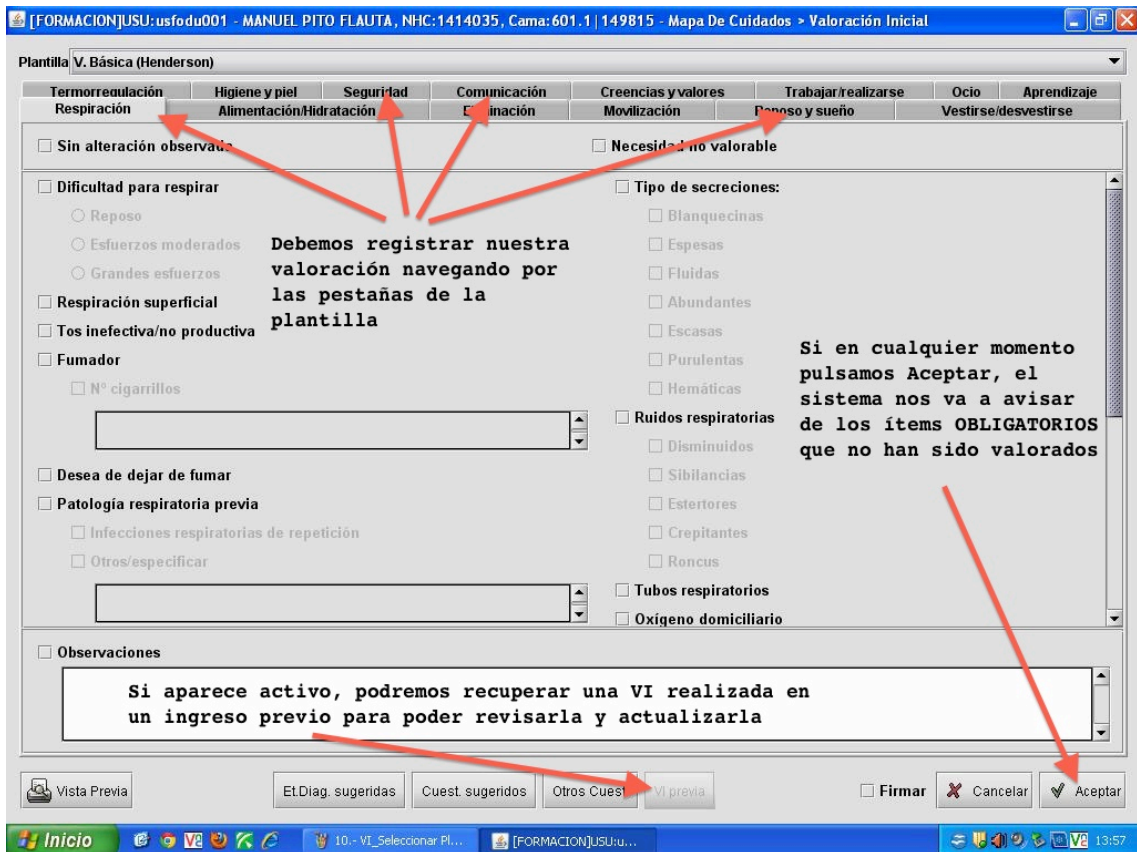 [FORMACION]USU:usfodu001 - MANUEL PITO FLAUTA, NHC:1414035, Cama:601.1|149815 - Mapa De Cuidados > Valoración Inicial
Plantilla V. Básica (Henderson)
Termorregulación Higiene y piel Seguridad Comunicación Creencias y valores Trabajar/realizarse Ocio Aprendizaje
Respiración Alimentación/Hidratación Eliminación Movilización Reposo y sueño Vestirse/desvestirse
Sin alteración observada
Necesidad no valorable
Dificultad para respirar
Reposo
Esfuerzos moderados
Grandes esfuerzos
Respiración superficial
Tos inefectiva/no productiva
Fumador
Nº cigarrillos
Desea de dejar de fumar
Patología respiratoria previa
Infecciones respiratorias de repetición
Otros/especificar
Debemos registrar nuestra
valoración navegando por
las pestañas de la
plantilla
Tipo de secreciones:
Blanquecinas
Espesas
Fluidas
Abundantes
Escasas
Purulentas
Hemáticas
Ruidos respiratorias
Disminuidos
Sibilancias
Estertores
Crepitantes
Roncus
Tubos respiratorios
Oxígeno domiciliario
Si en cualquier momento
pulsamos Aceptar, el
sistema nos va a avisar
de los ítems OBLIGATORIOS
que no han sido valorados
Observaciones
Si aparece activo, podremos recuperar una VI realizada en
un ingreso previo para poder revisarla y actualizarla
Vista Previa Et.Diag. sugeridas Cuest. sugeridos Otros Cuest VI previa Firmar Cancelar Aceptar
Inicio 10.- VI_Seleccionar Pl... [FORMACION]USU:u... 13:57